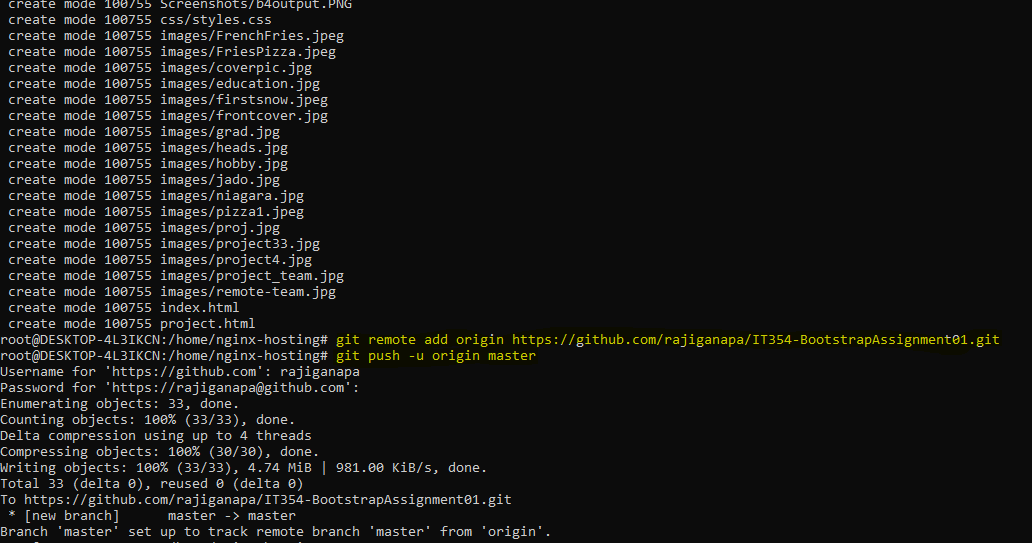 create mode 100755 Screenshots/b4output.PNG
create mode 100755 css/styles.css
create mode 100755 images/FrenchFries.jpeg
create mode 100755 images/FriesPizza.jpeg
create mode 100755 images/coverpic.jpg
create mode 100755 images/education.jpg
create mode 100755 images/firstsnow.jpeg
create mode 100755 images/frontcover.jpg
create mode 100755 images/grad.jpg
create mode 100755 images/heads.jpg
create mode 100755 images/hobby.jpg
create mode 100755 images/jado.jpg
create mode 100755 images/niagara.jpg
create mode 100755 images/pizza1.jpeg
create mode 100755 images/proj.jpg
create mode 100755 images/project33.jpg
create mode 100755 images/project4.jpg
create mode 100755 images/project_team.jpg
create mode 100755 images/remote-team.jpg
create mode 100755 index.html
create mode 100755 project.html
root@DESKTOP-4L3IKCN:/home/nginx-hosting# git remote add origin https://github.com/rajiganapa/IT354-BootstrapAssignment01.git
root@DESKTOP-4L3IKCN:/home/nginx-hosting# git push -u origin master
Username for 'https://github.com': rajiganapa
Password for 'https://rajiganapa@github.com':
Enumerating objects: 33, done.
Counting objects: 100% (33/33), done.
Delta compression using up to 4 threads
Compressing objects: 100% (30/30), done.
Writing objects: 100% (33/33), 4.74 MiB | 981.00 KiB/s, done.
Total 33 (delta 0), reused 0 (delta 0)
To https://github.com/rajiganapa/IT354-BootstrapAssignment01.git
* [new branch]      master -> master
Branch 'master' set up to track remote branch 'master' from 'origin'.